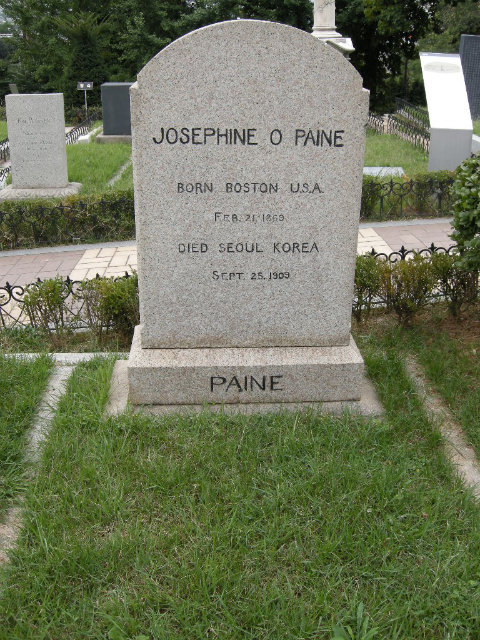 JOSEPHINE O PAINE
BORN BOSTON U.S.A.
FEB. 21. 1869
DIED SEOUL KOREA
SEPT. 25. 1909
PAINE